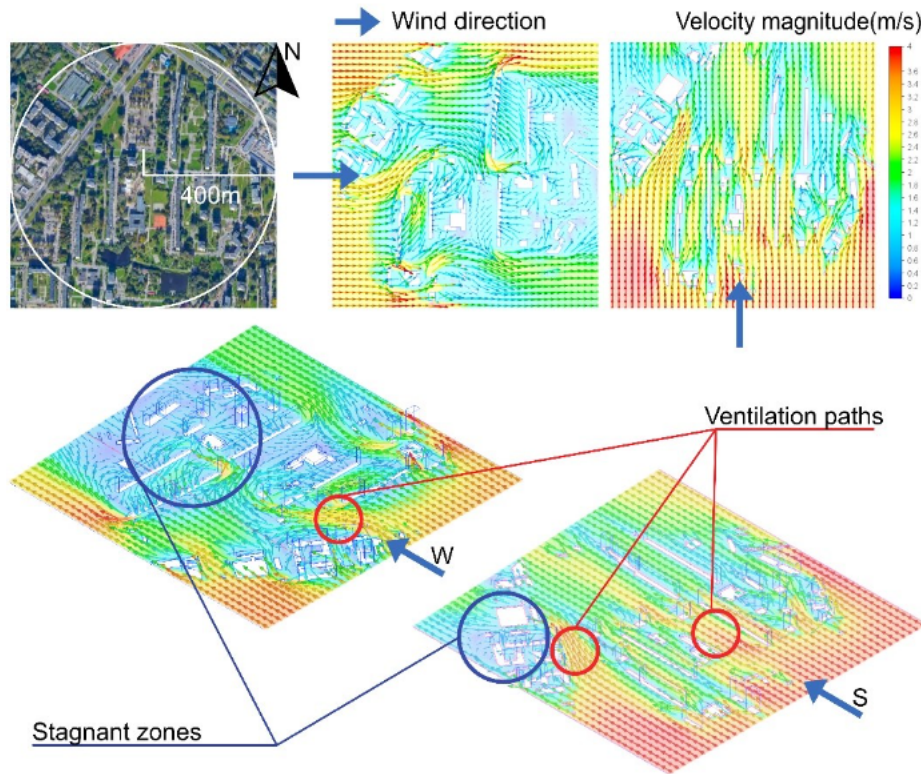 Wind direction
Velocity magnitude(m/s)
N
400m
4
3.8
3.6
3.4
3.2
3
2.8
2.6
2.4
2.2
2
1.8
1.6
1.4
1.2
1
0.8
0.6
0.4
0.2
0
Ventilation paths
W
S
Stagnant zones